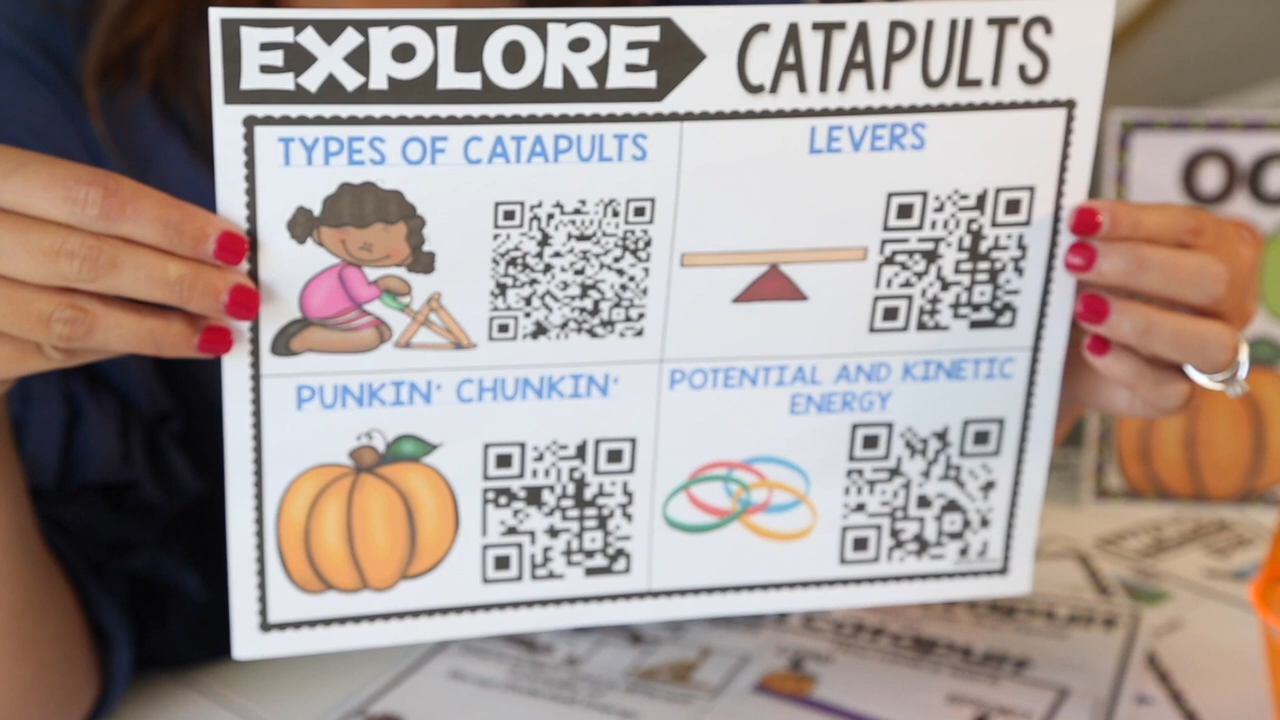 EXPLORE CATAPULTS
TYPES OF CATAPULTS
LEVERS
PUNKIN' CHUNKIN'
POTENTIAL AND KINETIC
ENERGY